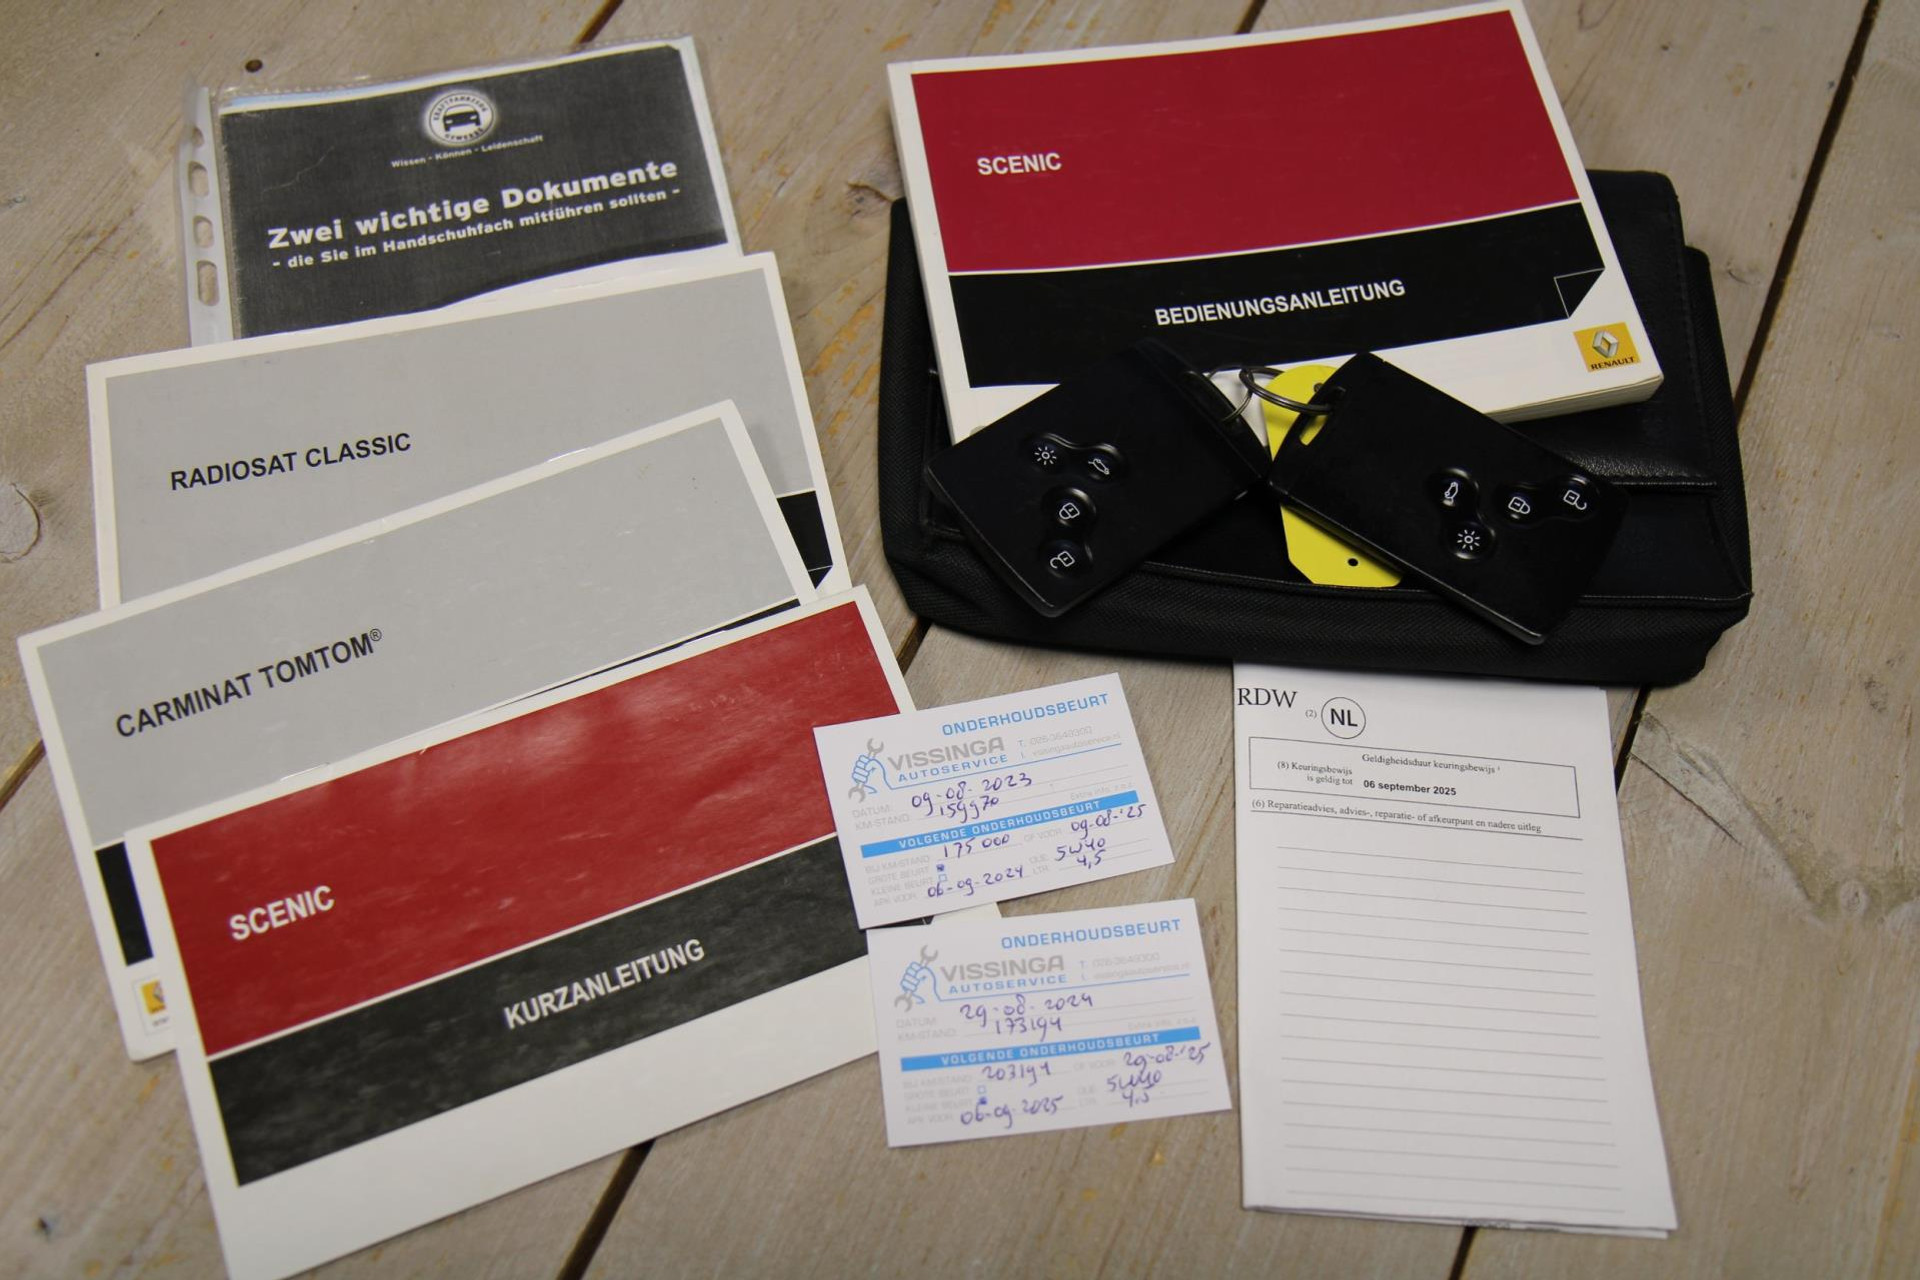 KRAFTFAHRZEUG
GEWERBE
Wissen - Können - Leidenschaft
Zwei wichtige Dokumente
- die Sie im Handschuhfach mitführen sollten -
RADIOSAT CLASSIC
CARMINAT TOMTOM®
SCENIC
KURZANLEITUNG
SCENIC
BEDIENUNGSANLEITUNG
RENAULT
ONDERHOUDSBEURT
VISSINGA
AUTOSERVICE
DATUM: 09-08-2023
KM-STAND: 159970
VOLGENDE ONDERHOUDSBEURT
BIJ KM-STAND: 175000 OF VOOR: 09-08-'25
GROTE BEURT OLIE: 5W40
KLEINE BEURT LTR: 4,5
APK VOOR: 06-09-2024
ONDERHOUDSBEURT
VISSINGA
AUTOSERVICE
DATUM: 29-08-2024
KM-STAND: 173194
VOLGENDE ONDERHOUDSBEURT
BIJ KM-STAND: 203194 OF VOOR: 29-08-'25
GROTE BEURT OLIE: 5W40
KLEINE BEURT LTR: 4,5
APK VOOR: 06-09-2025
RDW (2) NL
Geldigheidsduur keuringsbewijs ¹
(8) Keuringsbewijs
is geldig tot 06 september 2025
(6) Reparatieadvies, advies-, reparatie- of afkeurpunt en nadere uitleg